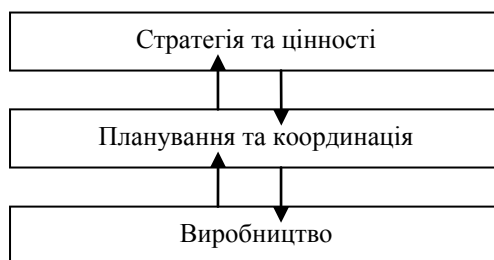 Стратегія та цінності
Планування та координація
Виробництво